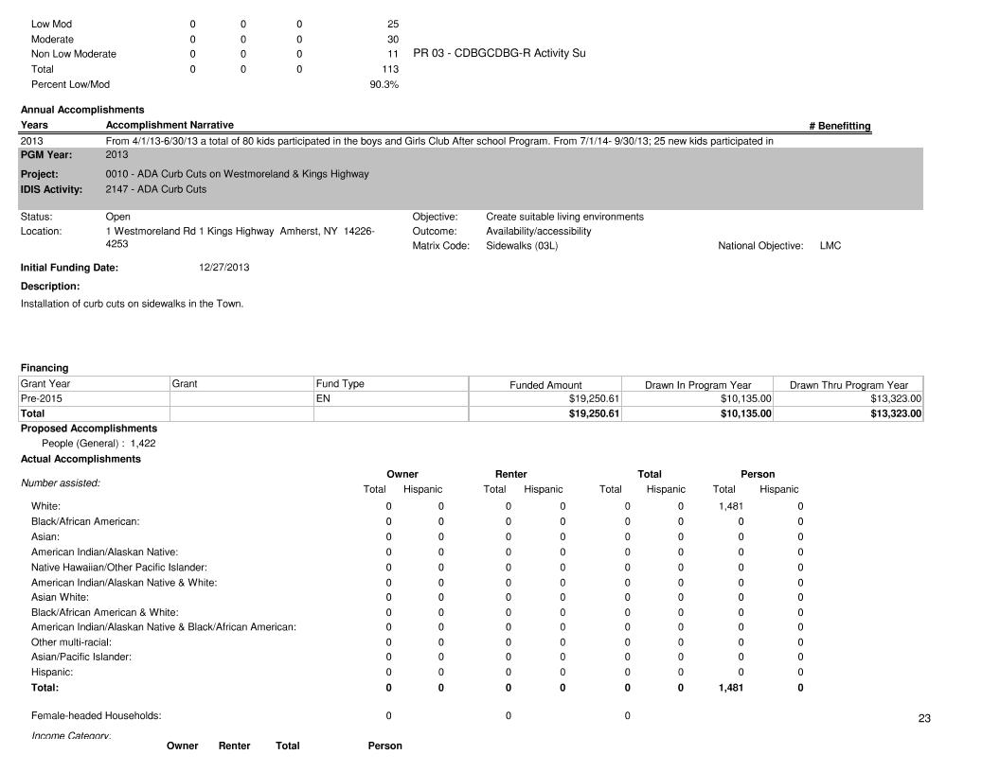 Low Mod 0 0 0 25
Moderate 0 0 0 30
Non Low Moderate 0 0 0 11 PR 03 - CDBGCDBG-R Activity Su
Total 0 0 0 113
Percent Low/Mod 90.3%
Annual Accomplishments
Years Accomplishment Narrative # Benefitting
2013 From 4/1/13-6/30/13 a total of 80 kids participated in the boys and Girls Club After school Program. From 7/1/14- 9/30/13; 25 new kids participated in
PGM Year: 2013
Project: 0010 - ADA Curb Cuts on Westmoreland & Kings Highway
IDIS Activity: 2147 - ADA Curb Cuts
Status: Open Objective: Create suitable living environments
Location: 1 Westmoreland Rd 1 Kings Highway Amherst, NY 14226- Outcome: Availability/accessibility
4253 Matrix Code: Sidewalks (03L) National Objective: LMC
Initial Funding Date: 12/27/2013
Description:
Installation of curb cuts on sidewalks in the Town.
Financing
Grant Year Grant Fund Type Funded Amount Drawn In Program Year Drawn Thru Program Year
Pre-2015 EN $19,250.61 $10,135.00 $13,323.00
Total $19,250.61 $10,135.00 $13,323.00
Proposed Accomplishments
People (General) : 1,422
Actual Accomplishments
Owner Renter Total Person
Number assisted:
Total Hispanic Total Hispanic Total Hispanic Total Hispanic
White: 0 0 0 0 0 0 1,481 0
Black/African American: 0 0 0 0 0 0 0 0
Asian: 0 0 0 0 0 0 0 0
American Indian/Alaskan Native: 0 0 0 0 0 0 0 0
Native Hawaiian/Other Pacific Islander: 0 0 0 0 0 0 0 0
American Indian/Alaskan Native & White: 0 0 0 0 0 0 0 0
Asian White: 0 0 0 0 0 0 0 0
Black/African American & White: 0 0 0 0 0 0 0 0
American Indian/Alaskan Native & Black/African American: 0 0 0 0 0 0 0 0
Other multi-racial: 0 0 0 0 0 0 0 0
Asian/Pacific Islander: 0 0 0 0 0 0 0 0
Hispanic: 0 0 0 0 0 0 0 0
Total: 0 0 0 0 0 0 1,481 0
Female-headed Households: 0 0 0
23
Income Category:
Owner Renter Total Person